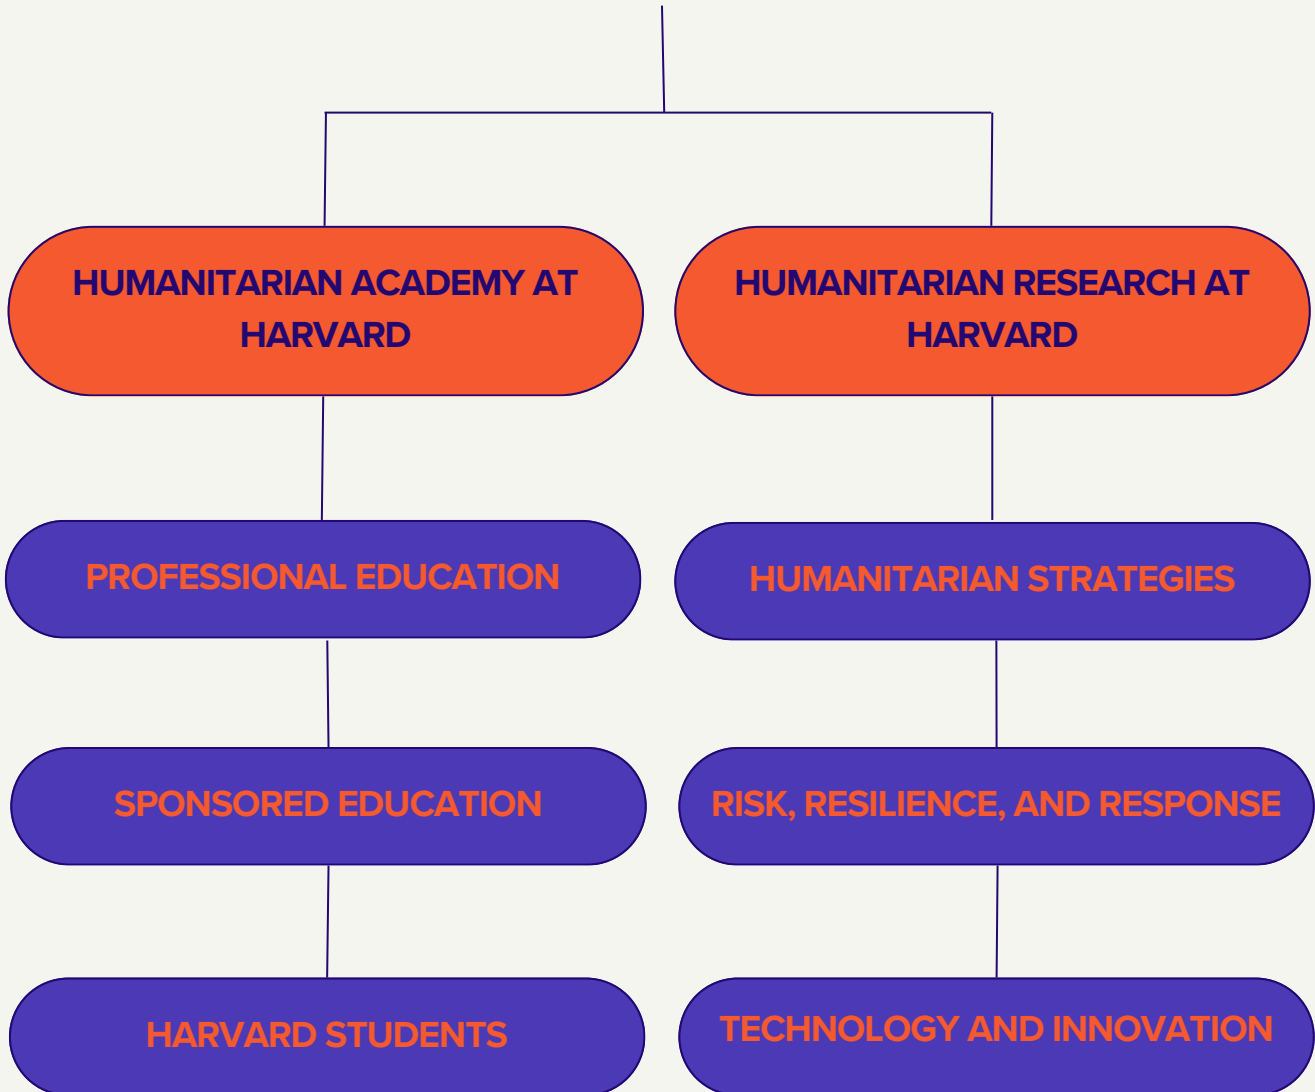 HUMANITARIAN ACADEMY AT
HARVARD
PROFESSIONAL EDUCATION
SPONSORED EDUCATION
HARVARD STUDENTS
HUMANITARIAN RESEARCH AT
HARVARD
HUMANITARIAN STRATEGIES
RISK, RESILIENCE, AND RESPONSE
TECHNOLOGY AND INNOVATION